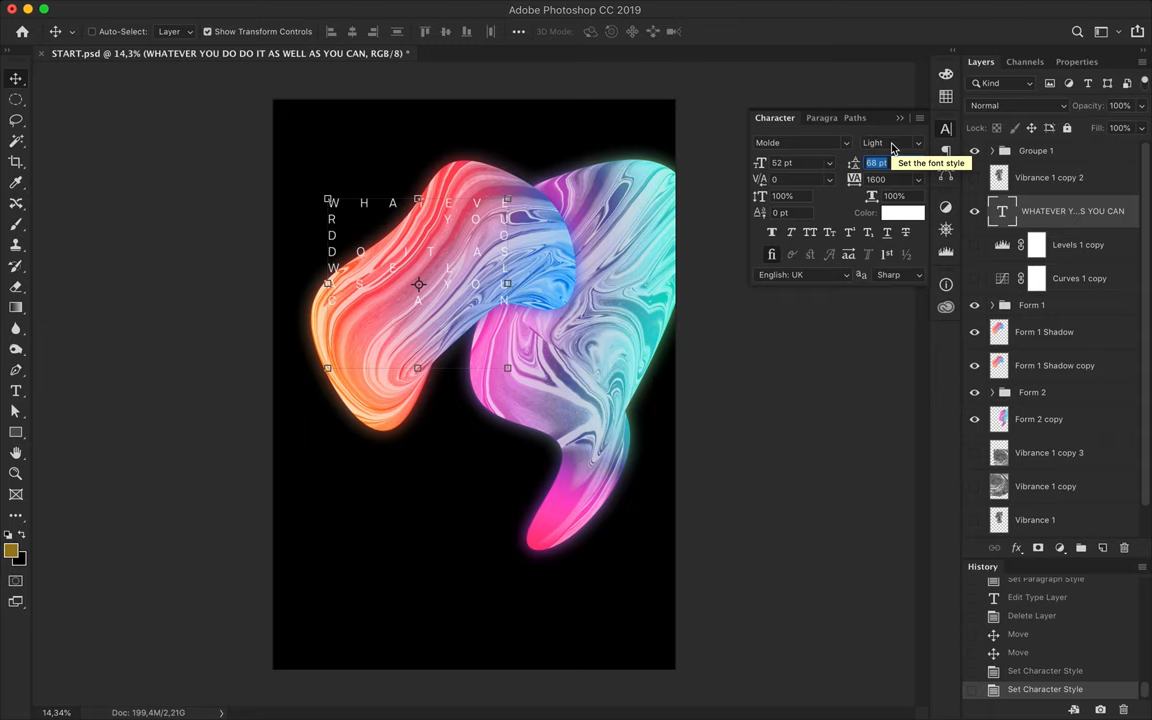 Adobe Photoshop CC 2019
Auto-Select: Layer Show Transform Controls 3D Mode:
START.psd @ 14,3% (WHATEVER YOU DO DO IT AS WELL AS YOU CAN, RGB/8) *
Layers Channels Properties
Kind
Normal Opacity: 100%
Lock: Fill: 100%
Groupe 1
Vibrance 1 copy 2
WHATEVER Y...S YOU CAN
Levels 1 copy
Curves 1 copy
Form 1
Form 1 Shadow
Form 1 Shadow copy
Form 2
Form 2 copy
Vibrance 1 copy 3
Vibrance 1 copy
Vibrance 1
History
Set Paragraph Style
Edit Type Layer
Delete Layer
Move
Move
Set Character Style
Set Character Style
Character Paragra Paths
Molde Light
52 pt 68 pt
Set the font style
0 1600
100% 100%
0 pt Color:
English: UK Sharp
W H A T E V E
R Y O U
D O
D O I T A S
W E L L
A S Y O U
C A N
14,34% Doc: 199,4M/2,21G